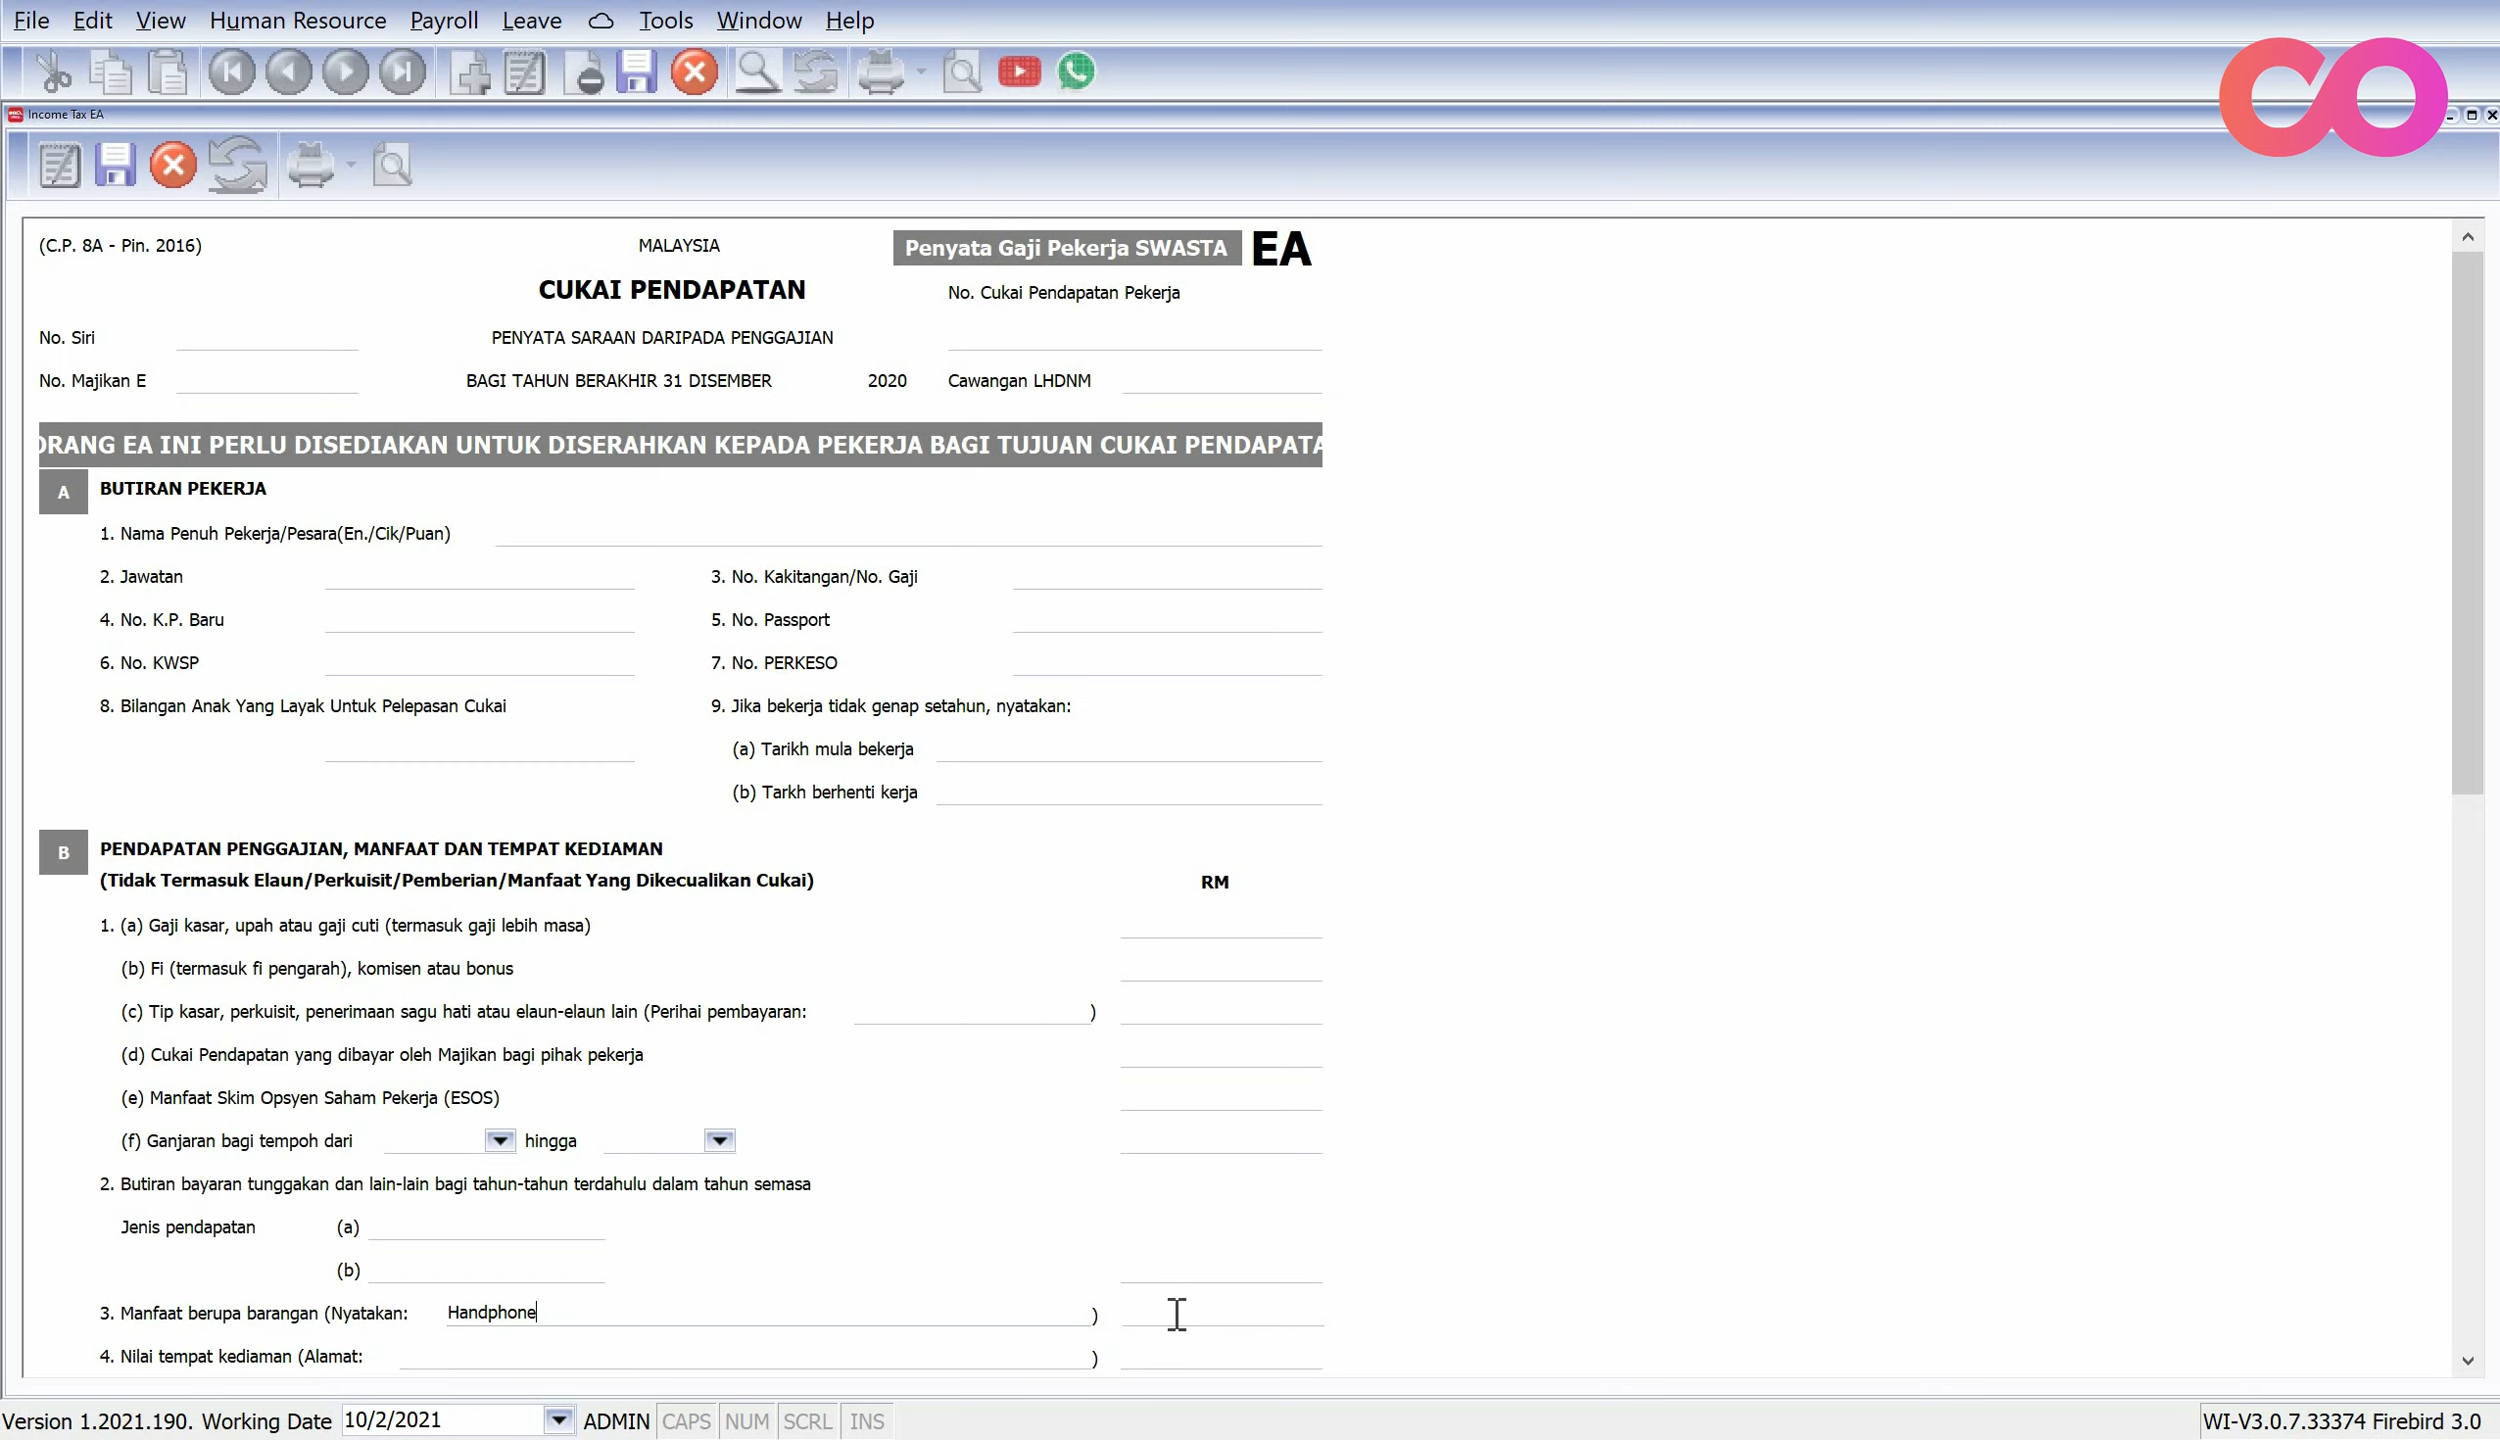 File Edit View Human Resource Payroll Leave Tools Window Help
Income Tax EA
(C.P. 8A - Pin. 2016) MALAYSIA Penyata Gaji Pekerja SWASTA EA
CUKAI PENDAPATAN No. Cukai Pendapatan Pekerja
No. Siri PENYATA SARAAN DARIPADA PENGGAJIAN
No. Majikan E BAGI TAHUN BERAKHIR 31 DISEMBER 2020 Cawangan LHDNM
ORANG EA INI PERLU DISEDIAKAN UNTUK DISERAHKAN KEPADA PEKERJA BAGI TUJUAN CUKAI PENDAPATA
A BUTIRAN PEKERJA
1. Nama Penuh Pekerja/Pesara(En./Cik/Puan)
2. Jawatan 3. No. Kakitangan/No. Gaji
4. No. K.P. Baru 5. No. Passport
6. No. KWSP 7. No. PERKESO
8. Bilangan Anak Yang Layak Untuk Pelepasan Cukai 9. Jika bekerja tidak genap setahun, nyatakan:
(a) Tarikh mula bekerja
(b) Tarkh berhenti kerja
B PENDAPATAN PENGGAJIAN, MANFAAT DAN TEMPAT KEDIAMAN
(Tidak Termasuk Elaun/Perkuisit/Pemberian/Manfaat Yang Dikecualikan Cukai) RM
1. (a) Gaji kasar, upah atau gaji cuti (termasuk gaji lebih masa)
(b) Fi (termasuk fi pengarah), komisen atau bonus
(c) Tip kasar, perkuisit, penerimaan sagu hati atau elaun-elaun lain (Perihai pembayaran: )
(d) Cukai Pendapatan yang dibayar oleh Majikan bagi pihak pekerja
(e) Manfaat Skim Opsyen Saham Pekerja (ESOS)
(f) Ganjaran bagi tempoh dari hingga
2. Butiran bayaran tunggakan dan lain-lain bagi tahun-tahun terdahulu dalam tahun semasa
Jenis pendapatan (a)
(b)
3. Manfaat berupa barangan (Nyatakan: Handphone )
4. Nilai tempat kediaman (Alamat: )
Version 1.2021.190. Working Date 10/2/2021 ADMIN CAPS NUM SCRL INS WI-V3.0.7.33374 Firebird 3.0